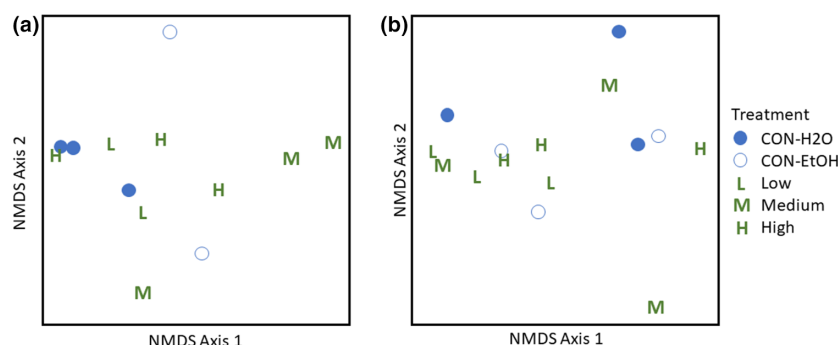 (a)
(b)
NMDS Axis 2
H
L
H
M
M
H
L
M
NMDS Axis 1
NMDS Axis 2
M
L
M
L
H
H
L
H
M
NMDS Axis 1
Treatment
CON-H2O
CON-EtOH
L Low
M Medium
H High